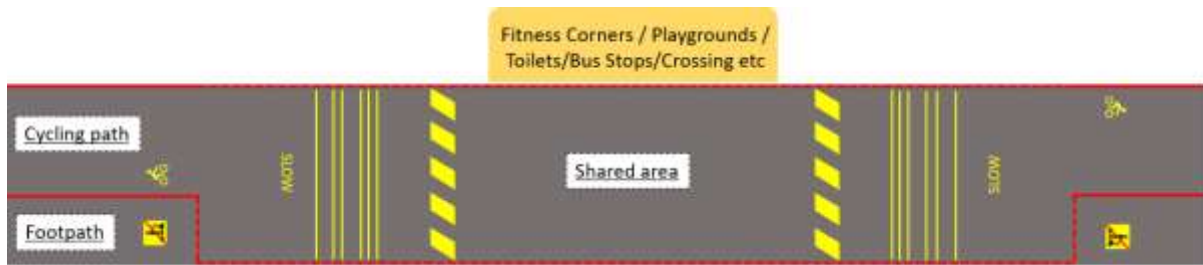 Fitness Corners / Playgrounds /
Toilets/Bus Stops/Crossing etc
Cycling path
SLOW
Shared area
SLOW
Footpath